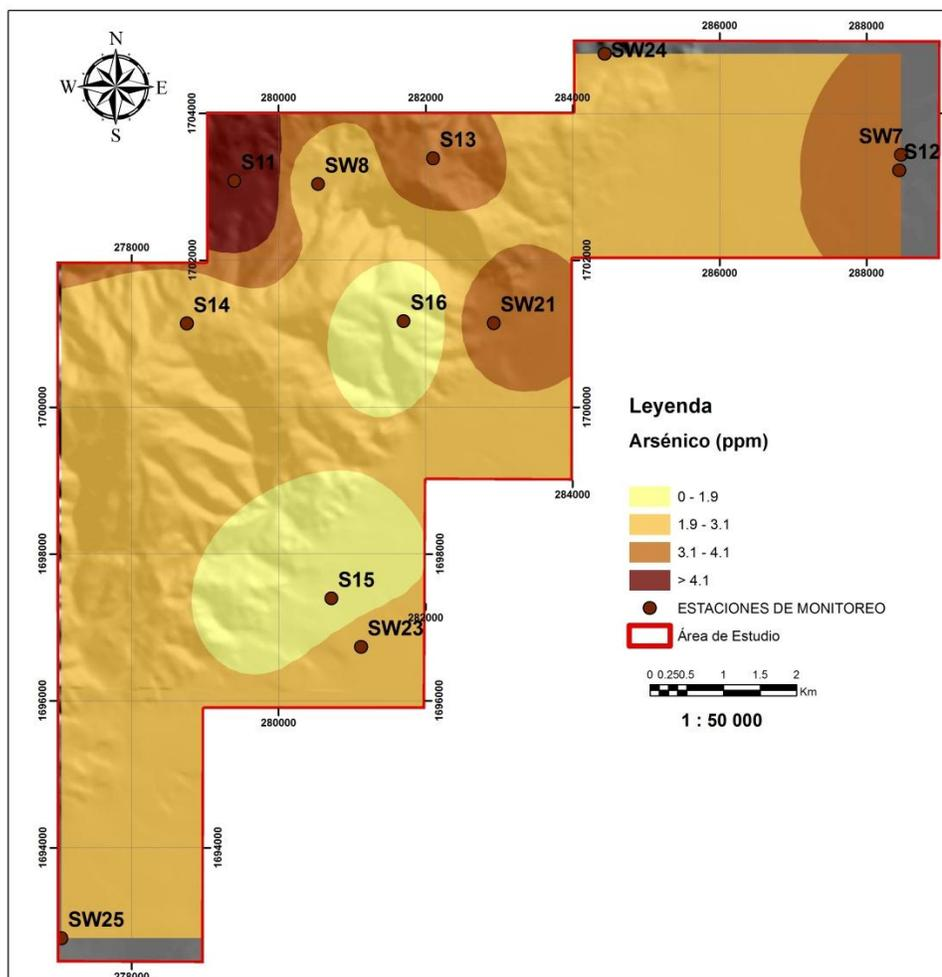 286000
288000
N
W
E
S
SW24
280000
282000
284000
1704000
S13
S11
SW8
SW7
S12
278000
1702000
286000
288000
S14
S16
SW21
1700000
Leyenda
Arsénico (ppm)
284000
0 - 1.9
1.9 - 3.1
3.1 - 4.1
> 4.1
ESTACIONES DE MONITOREO
Área de Estudio
1698000
1698000
S15
282000
SW23
0 0.25 0.5 1 1.5 2
Km
1 : 50 000
1696000
280000
1696000
1694000
1694000
SW25
278000